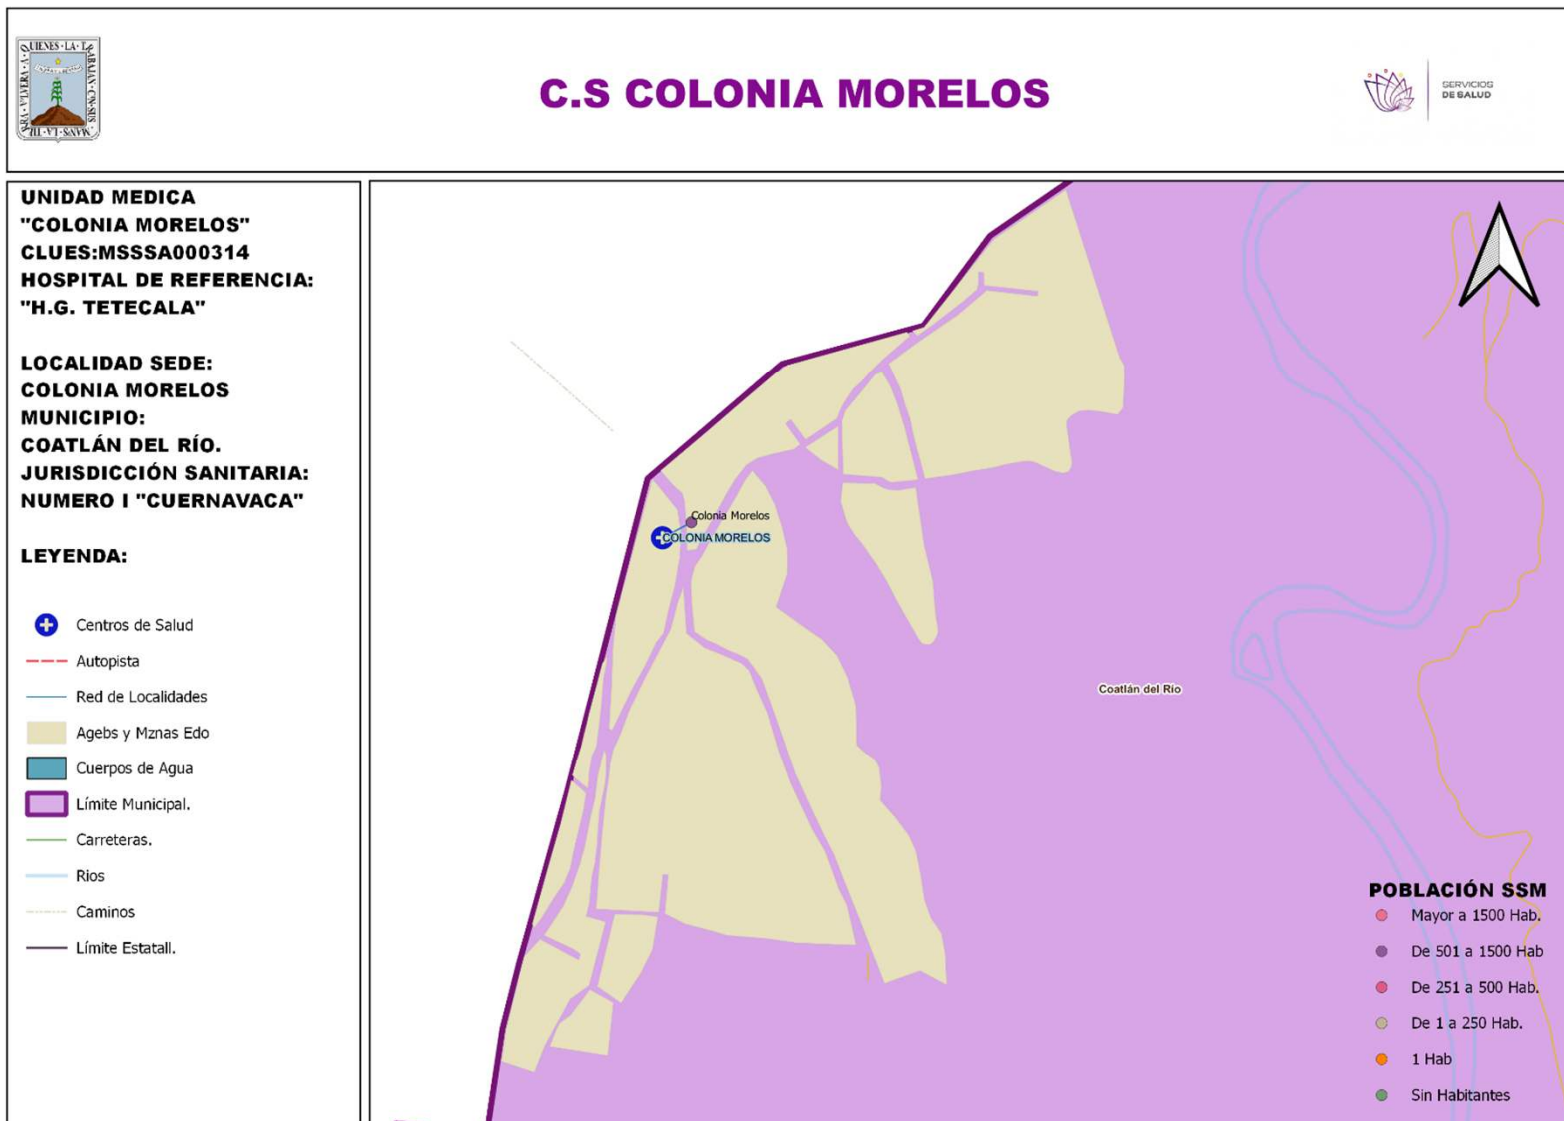 C.S COLONIA MORELOS
SERVICIOS
DE SALUD
UNIDAD MEDICA
"COLONIA MORELOS"
CLUES:MSSSA000314
HOSPITAL DE REFERENCIA:
"H.G. TETECALA"
LOCALIDAD SEDE:
COLONIA MORELOS
MUNICIPIO:
COATLÁN DEL RÍO.
JURISDICCIÓN SANITARIA:
NUMERO I "CUERNAVACA"
LEYENDA:
Centros de Salud
Autopista
Red de Localidades
Agebs y Mznas Edo
Cuerpos de Agua
Límite Municipal.
Carreteras.
Rios
Caminos
Límite Estatall.
Colonia Morelos
COLONIA MORELOS
Coatlán del Río
POBLACIÓN SSM
Mayor a 1500 Hab.
De 501 a 1500 Hab
De 251 a 500 Hab.
De 1 a 250 Hab.
1 Hab
Sin Habitantes